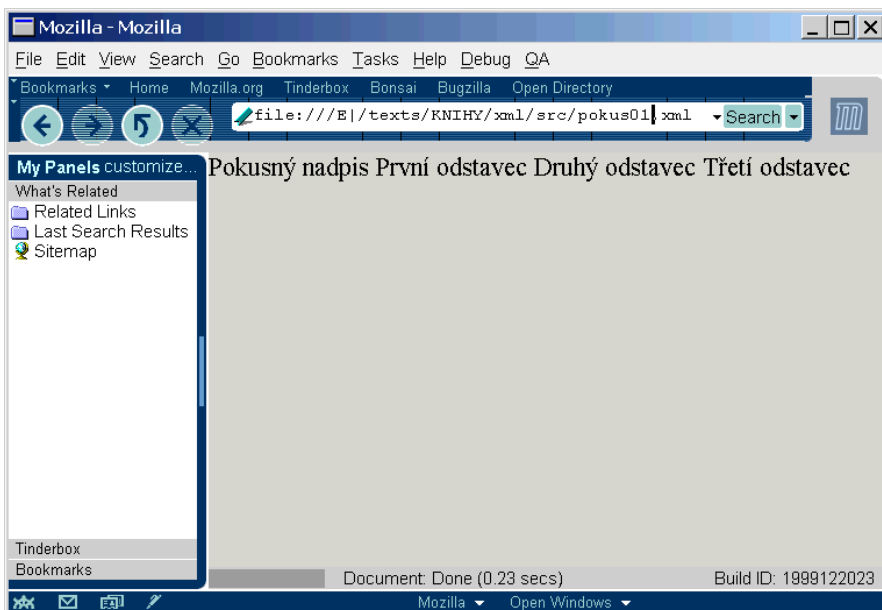 Mozilla - Mozilla
File Edit View Search Go Bookmarks Tasks Help Debug QA
Bookmarks Home Mozilla.org Tinderbox Bonsai Bugzilla Open Directory
file:///E|/texts/KNIHY/xml/src/pokus01.xml Search
My Panels customize...
What's Related
Related Links
Last Search Results
Sitemap
Pokusný nadpis První odstavec Druhý odstavec Třetí odstavec
Tinderbox
Bookmarks
Document: Done (0.23 secs) Build ID: 1999122023
Mozilla Open Windows